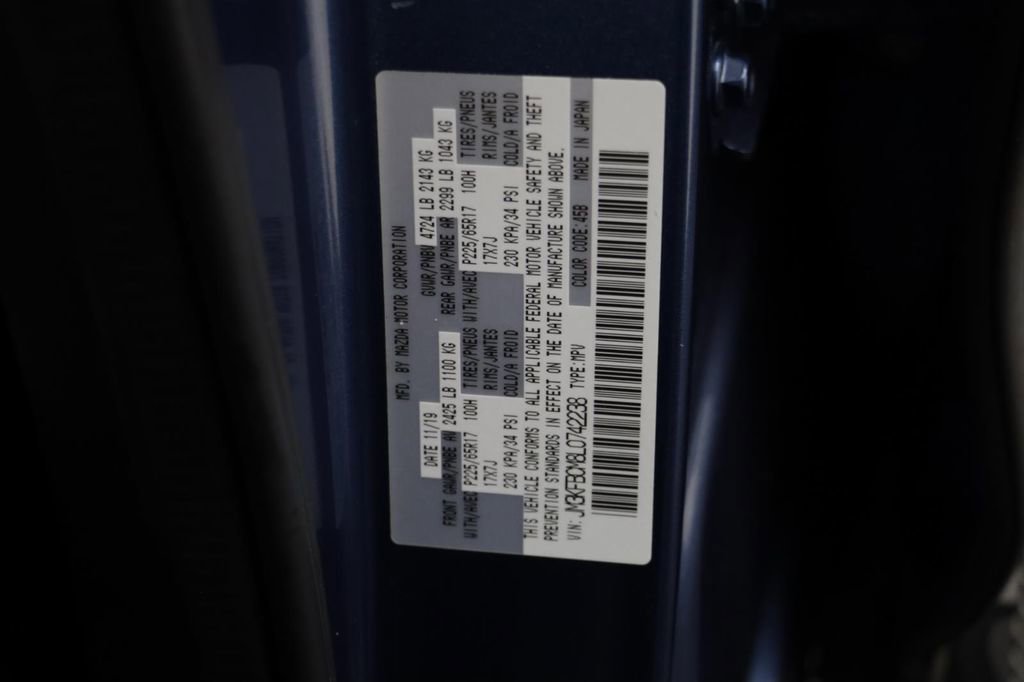 MFD. BY MAZDA MOTOR CORPORATION
DATE 11/19 GVWR/PNBV 4724 LB 2143 KG
FRONT GAWR/PNBE AV 2425 LB 1100 KG REAR GAWR/PNBE AR 2299 LB 1043 KG
WITH/AVEC P225/65R17 100H TIRES/PNEUS WITH/AVEC P225/65R17 100H TIRES/PNEUS
17X7J RIMS/JANTES 17X7J RIMS/JANTES
230 KPA/34 PSI COLD/A FROID 230 KPA/34 PSI COLD/A FROID
THIS VEHICLE CONFORMS TO ALL APPLICABLE FEDERAL MOTOR VEHICLE SAFETY AND THEFT
PREVENTION STANDARDS IN EFFECT ON THE DATE OF MANUFACTURE SHOWN ABOVE.
VIN: JM3KFBCM8L0742238 TYPE:MPV COLOR CODE:45B MADE IN JAPAN